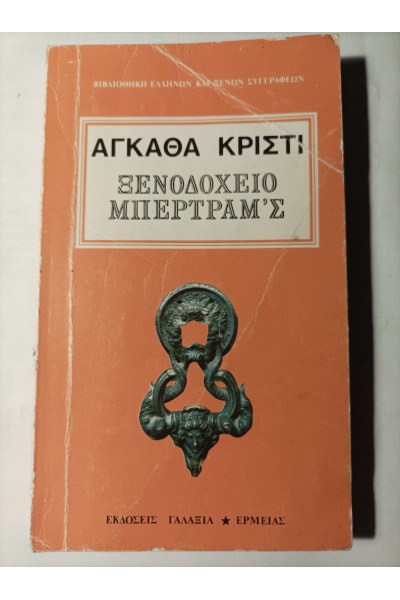 ΒΙΒΛΙΟΘΗΚΗ ΕΛΛΗΝΩΝ ΚΑΙ ΞΕΝΩΝ ΣΥΓΓΡΑΦΕΩΝ
ΑΓΚΑΘΑ ΚΡΙΣΤΙ
ΞΕΝΟΔΟΧΕΙΟ
ΜΠΕΡΤΡΑΜ'Σ
ΕΚΔΟΣΕΙΣ ΓΑΛΑΞΙΑ ★ ΕΡΜΕΙΑΣ